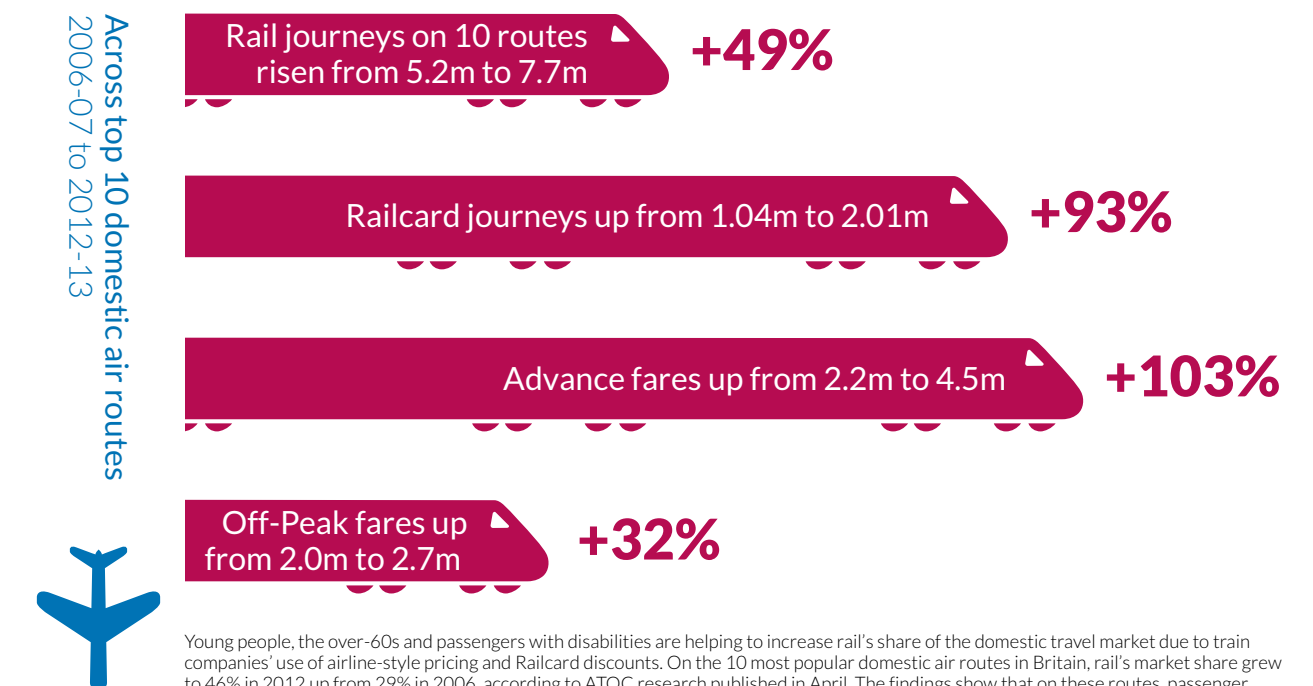 Across top 10 domestic air routes
2006-07 to 2012-13
Rail journeys on 10 routes
risen from 5.2m to 7.7m
+49%
Railcard journeys up from 1.04m to 2.01m
+93%
Advance fares up from 2.2m to 4.5m
+103%
Off-Peak fares up
from 2.0m to 2.7m
+32%
Young people, the over-60s and passengers with disabilities are helping to increase rail's share of the domestic travel market due to train
companies' use of airline-style pricing and Railcard discounts. On the 10 most popular domestic air routes in Britain, rail's market share grew
to 46% in 2012 up from 29% in 2006, according to ATOC research published in April. The findings show that on these routes, passenger